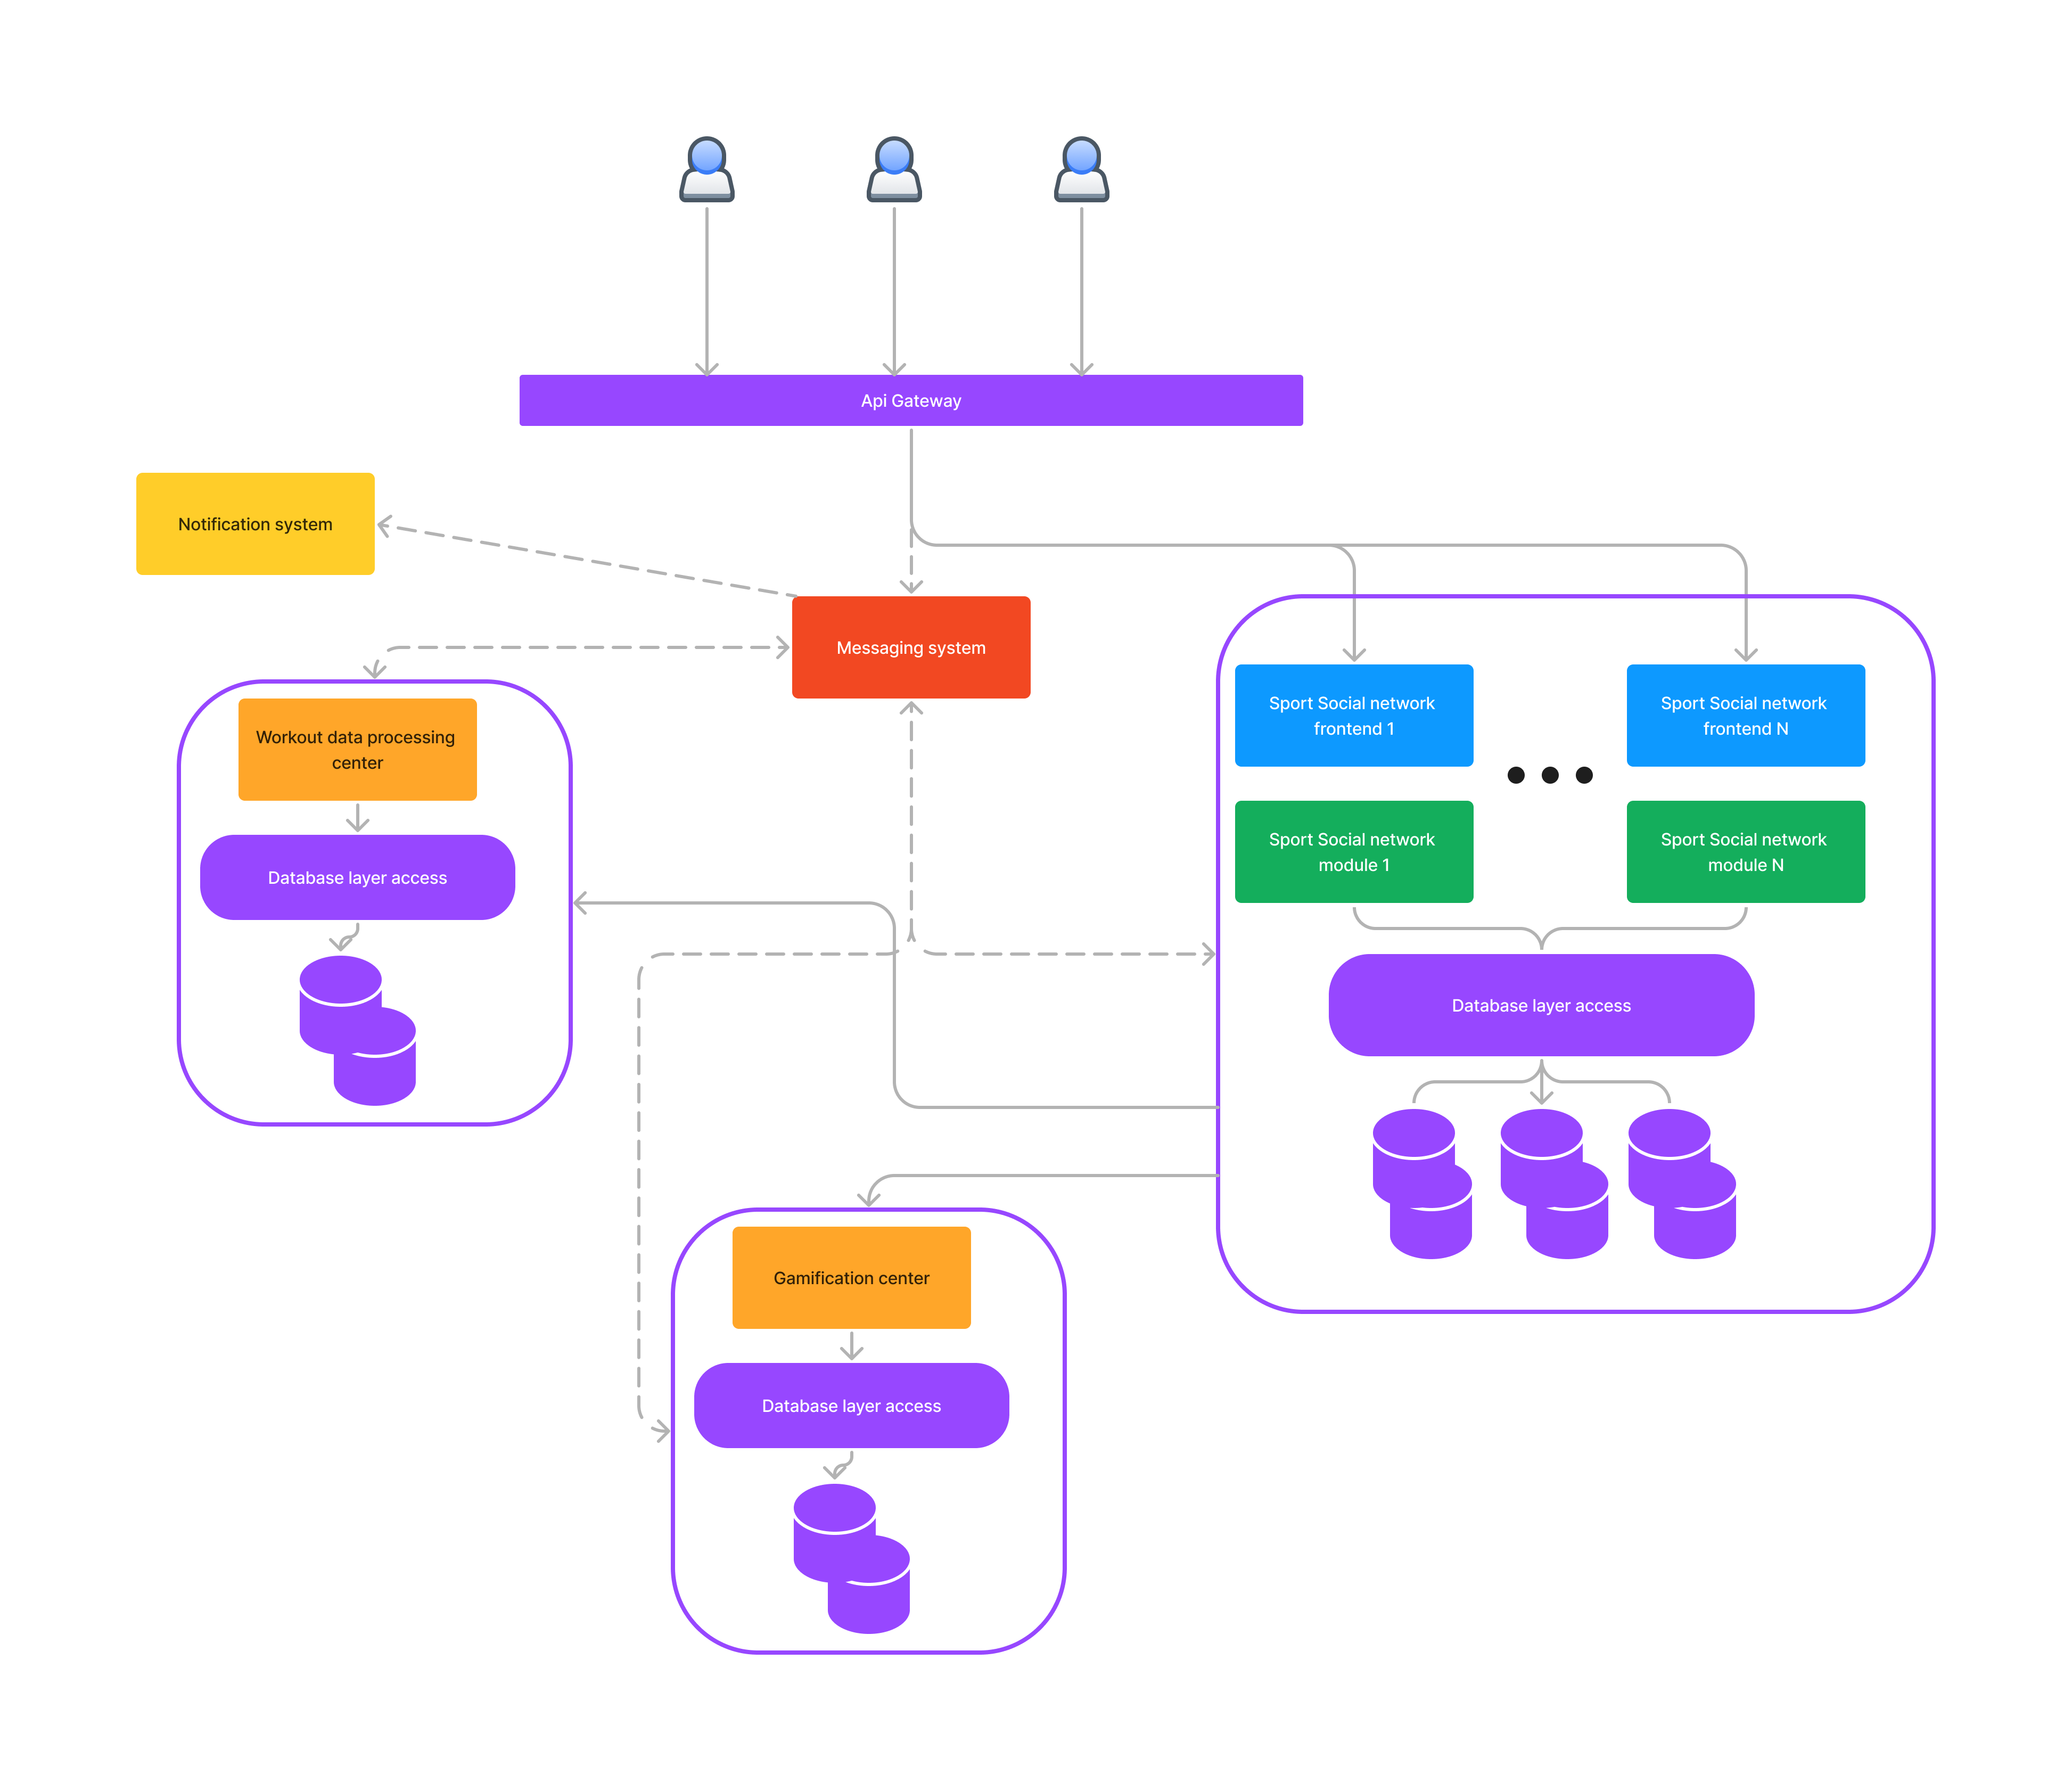 Api Gateway
Notification system
Messaging system
Sport Social network
frontend 1
Sport Social network
frontend N
Workout data processing
center
Sport Social network
module 1
Sport Social network
module N
Database layer access
Database layer access
Gamification center
Database layer access